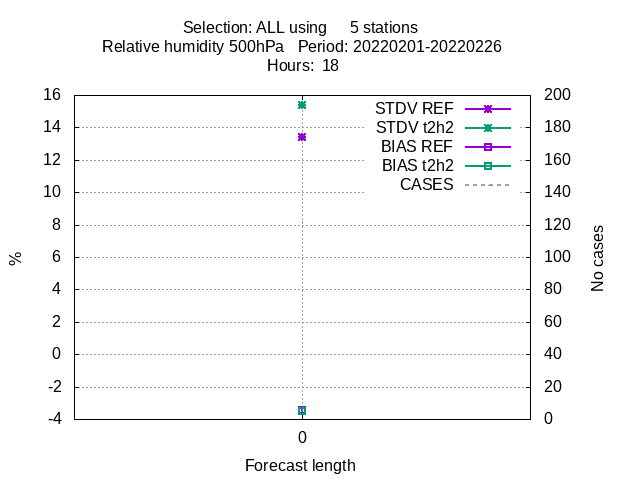 Selection: ALL using     5 stations
Relative humidity 500hPa   Period: 20220201-20220226
Hours:  18
STDV REF
STDV t2h2
BIAS REF
BIAS t2h2
CASES
16
14
12
10
8
6
4
2
0
-2
-4
%
200
180
160
140
120
100
80
60
40
20
0
No cases
0
Forecast length